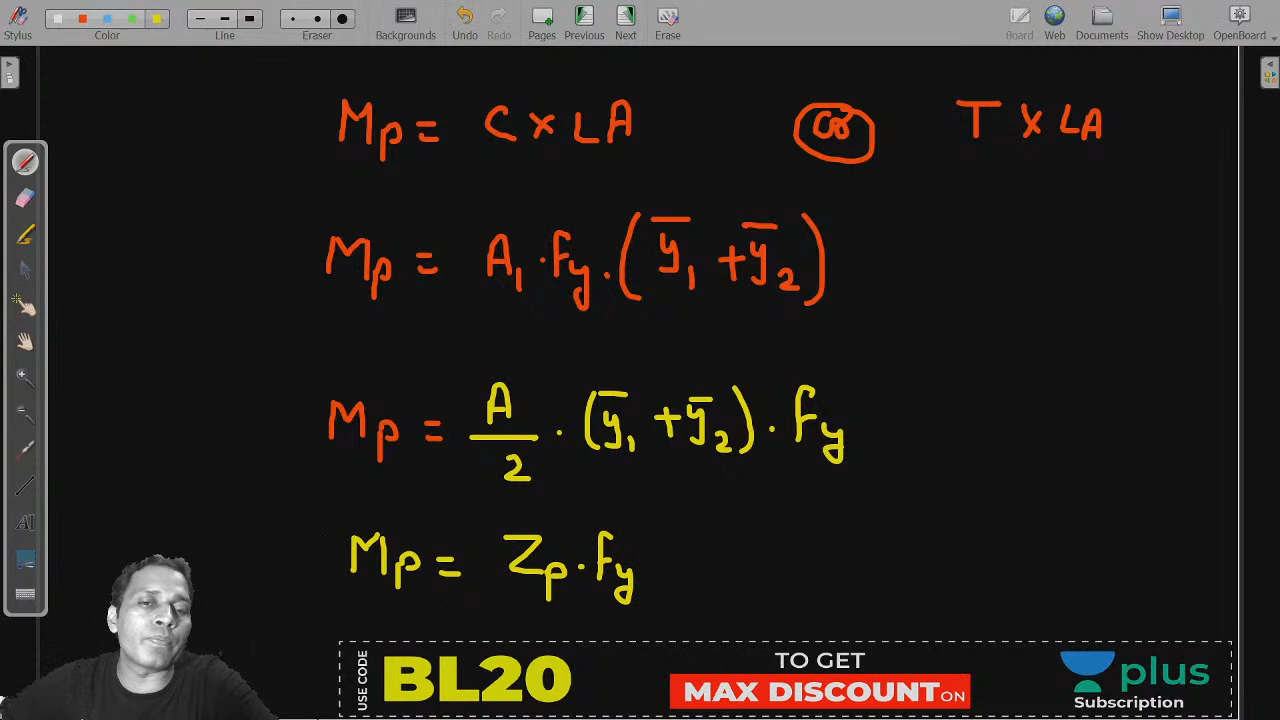 Stylus Color Line Eraser Backgrounds Undo Redo Pages Previous Next Erase Board Web Documents Show Desktop OpenBoard
Mp = C × LA or T × LA
Mp = A₁ · fy · (ȳ₁ + ȳ₂)
Mp = A/2 · (ȳ₁ + ȳ₂) · fy
Mp = Zp · fy
USE CODE
BL20
TO GET
MAX DISCOUNT ON
plus
Subscription